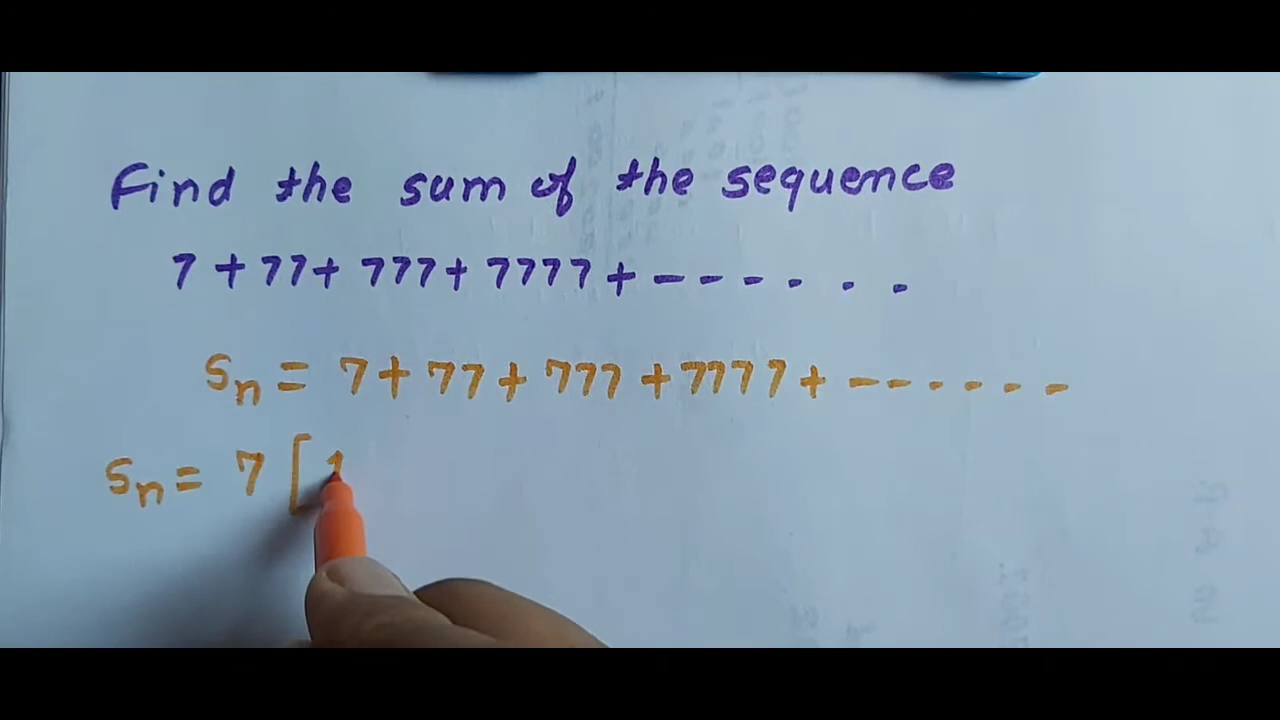 Find the sum of the sequence
7 + 77 + 777 + 7777 + - - - - . . .
Sn = 7 + 77 + 777 + 7777 + - - - - - -
Sn = 7 [ 1